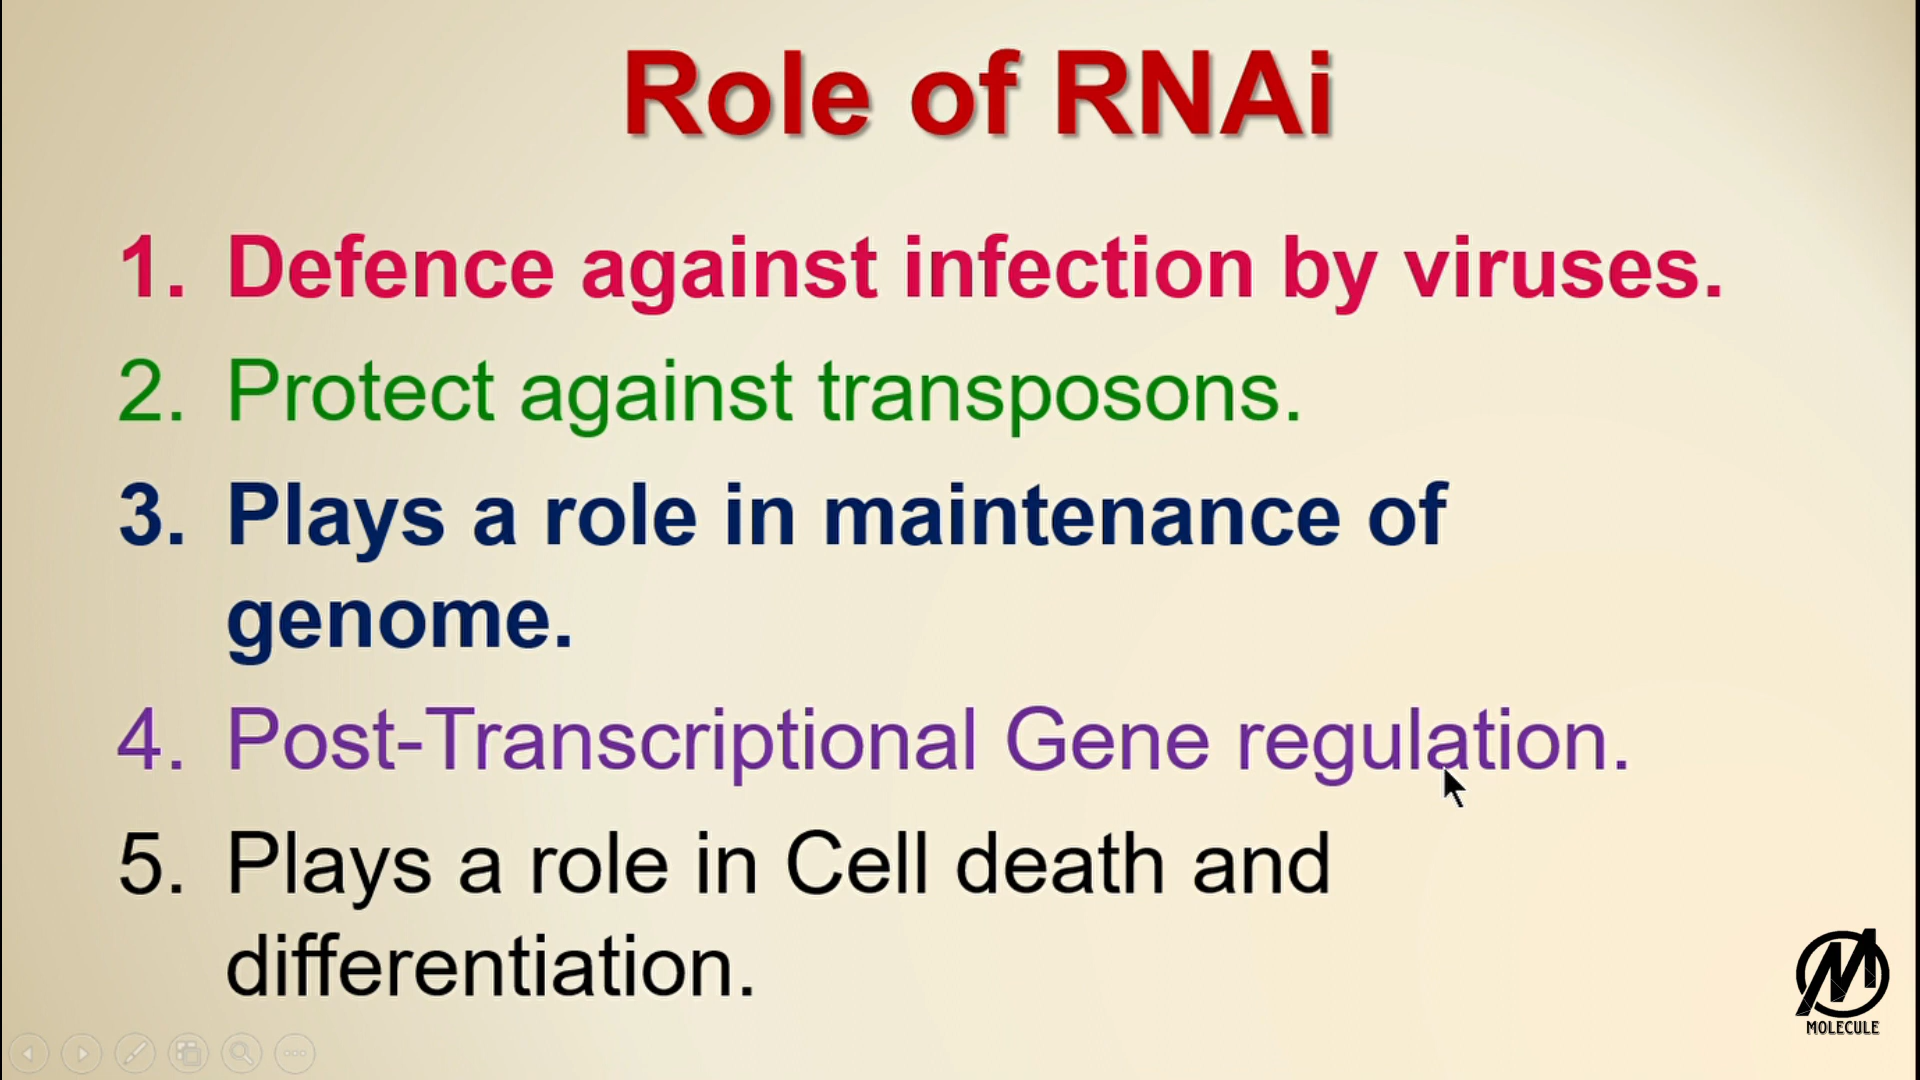 Role of RNAi
1. Defence against infection by viruses.
2. Protect against transposons.
3. Plays a role in maintenance of
genome.
4. Post-Transcriptional Gene regulation.
5. Plays a role in Cell death and
differentiation.
M
MOLECULE